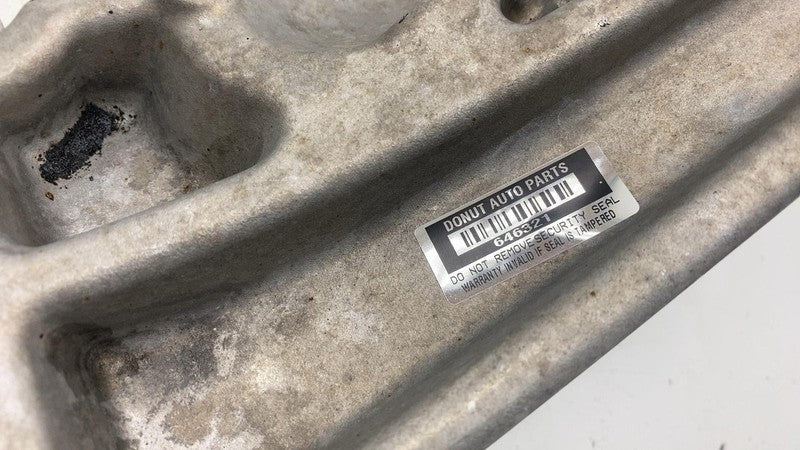 DONUT AUTO PARTS
646321
DO NOT REMOVE SECURITY SEAL
WARRANTY INVALID IF SEAL IS TAMPERED